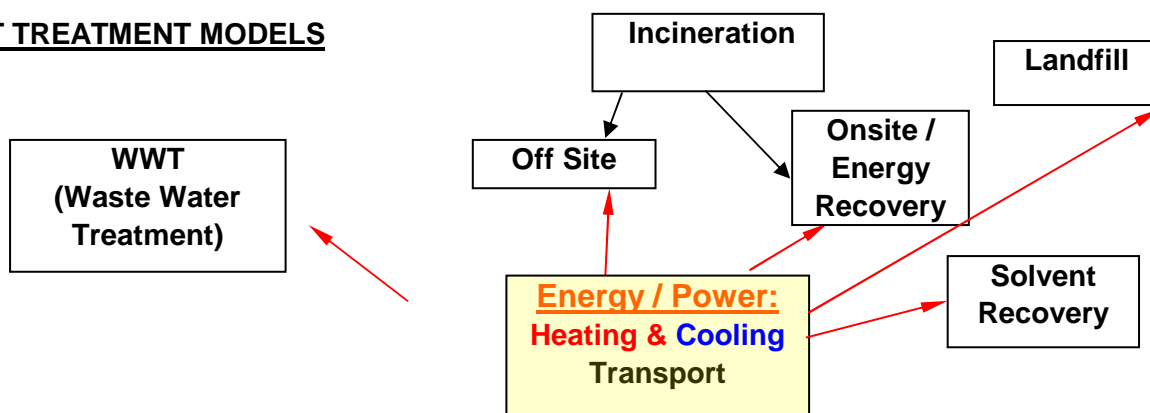 T TREATMENT MODELS
Incineration
Landfill
Off Site
Onsite /
Energy
Recovery
WWT
(Waste Water
Treatment)
Energy / Power:
Heating & Cooling
Transport
Solvent
Recovery